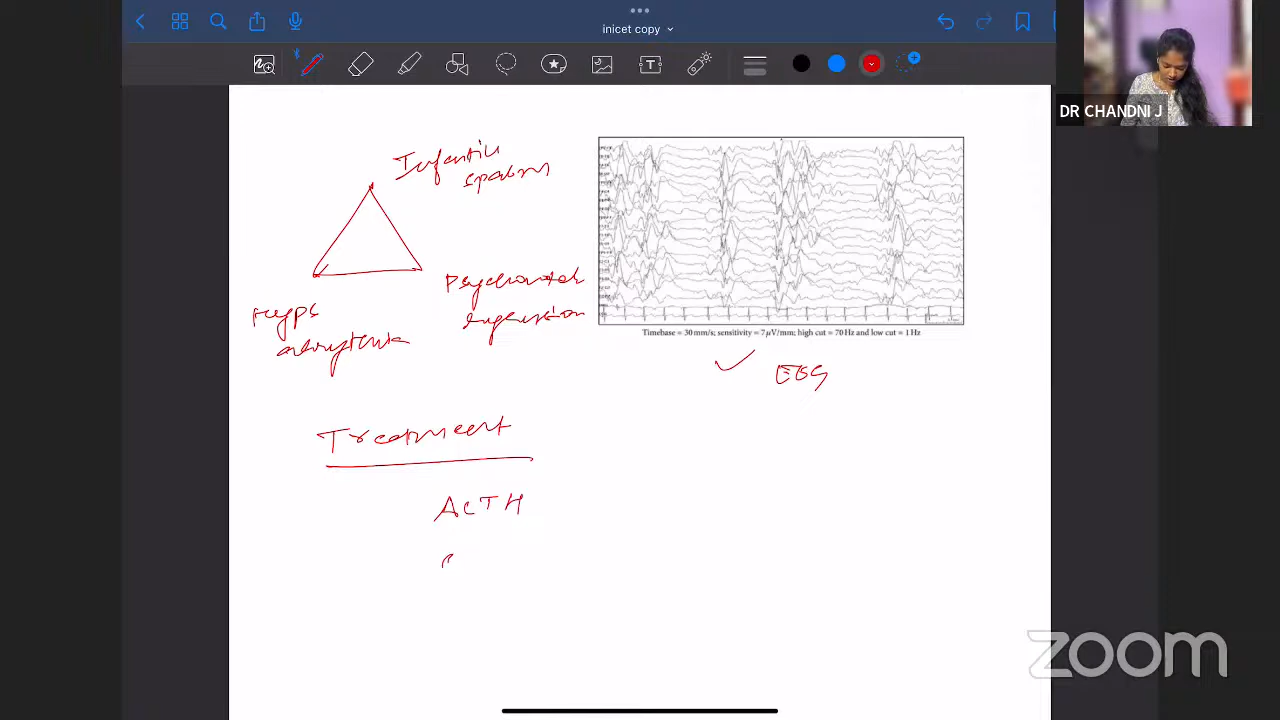 inicet copy
DR CHANDNI J
Infantile
spasms
Psychomotor
regression
Hyps
arrhythmia
Timebase = 30 mm/s; sensitivity = 7 µV/mm; high cut = 70 Hz and low cut = 1 Hz
EEG
Treatment
ACTH
zoom